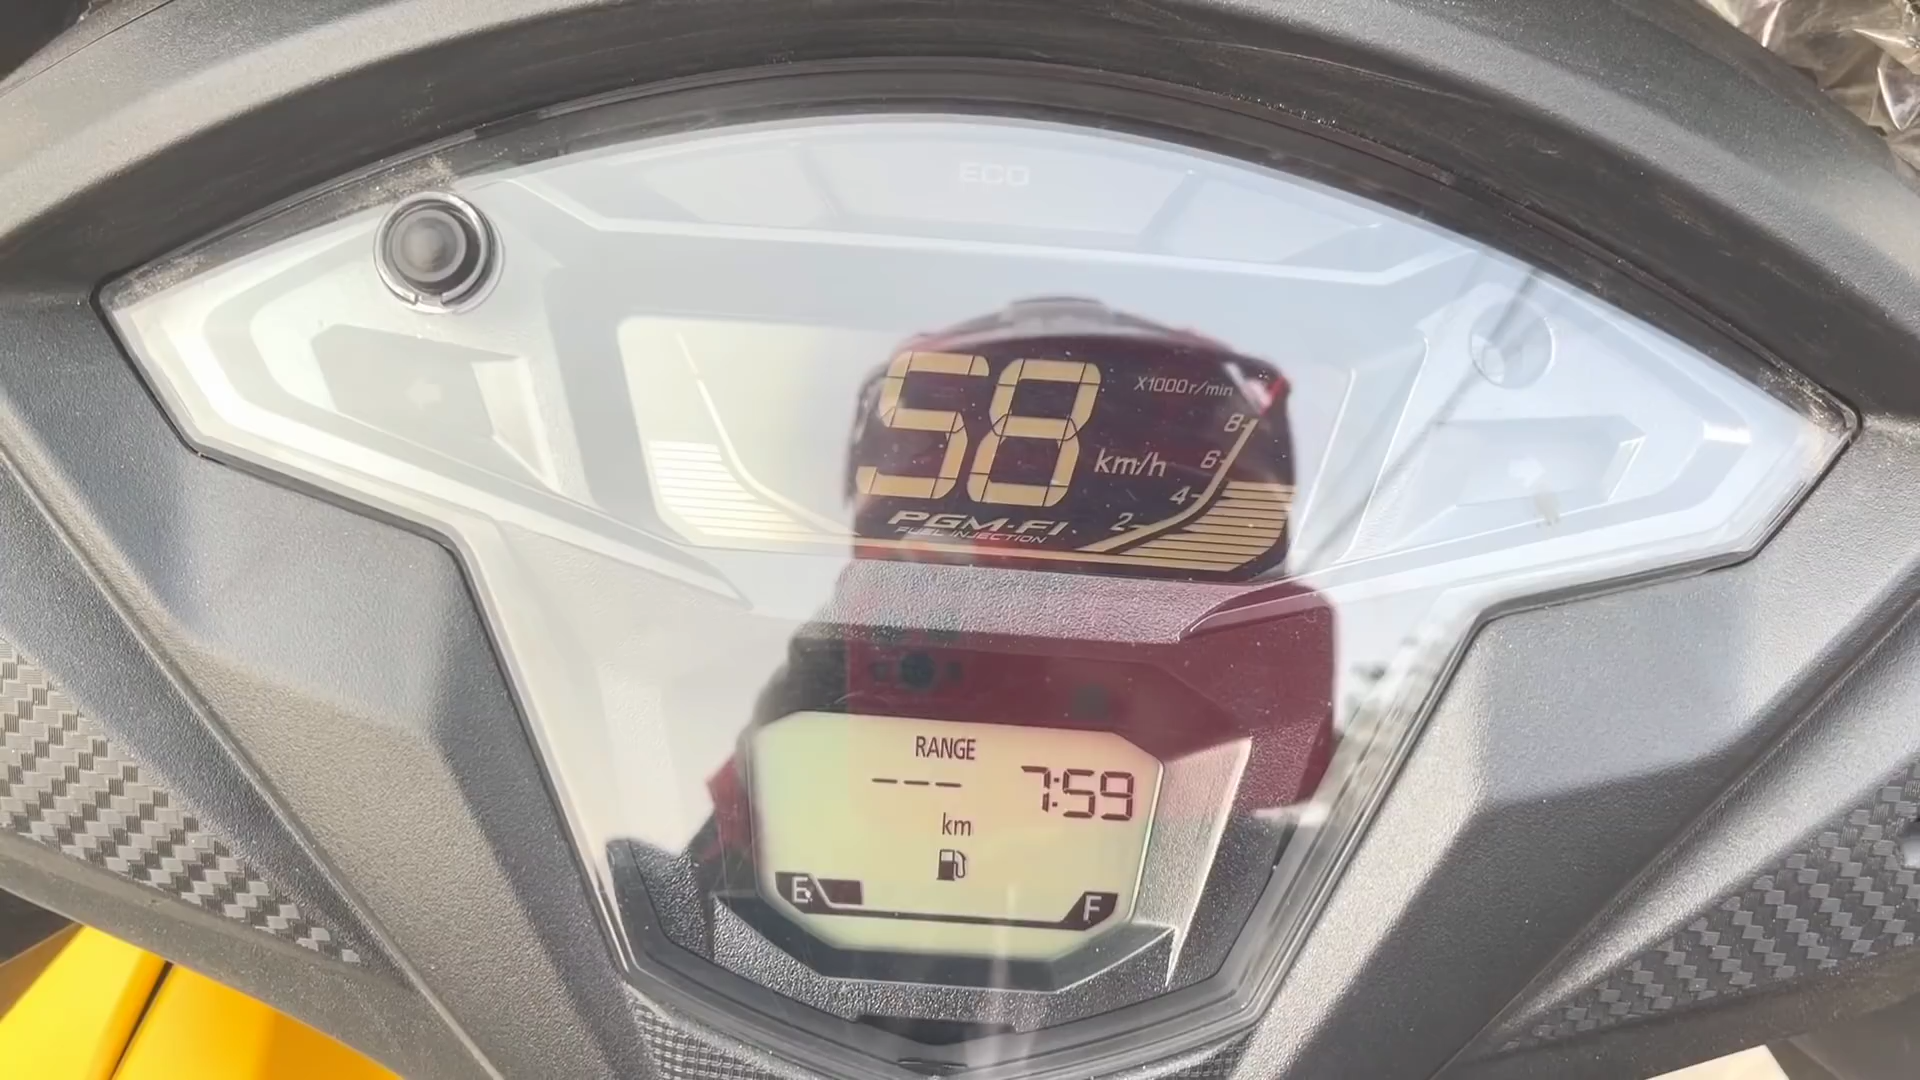 ECO
58
km/h
X1000r/min
8
6
4
2
PGM-FI
FUEL INJECTION
RANGE
--- 7:59
km
E F